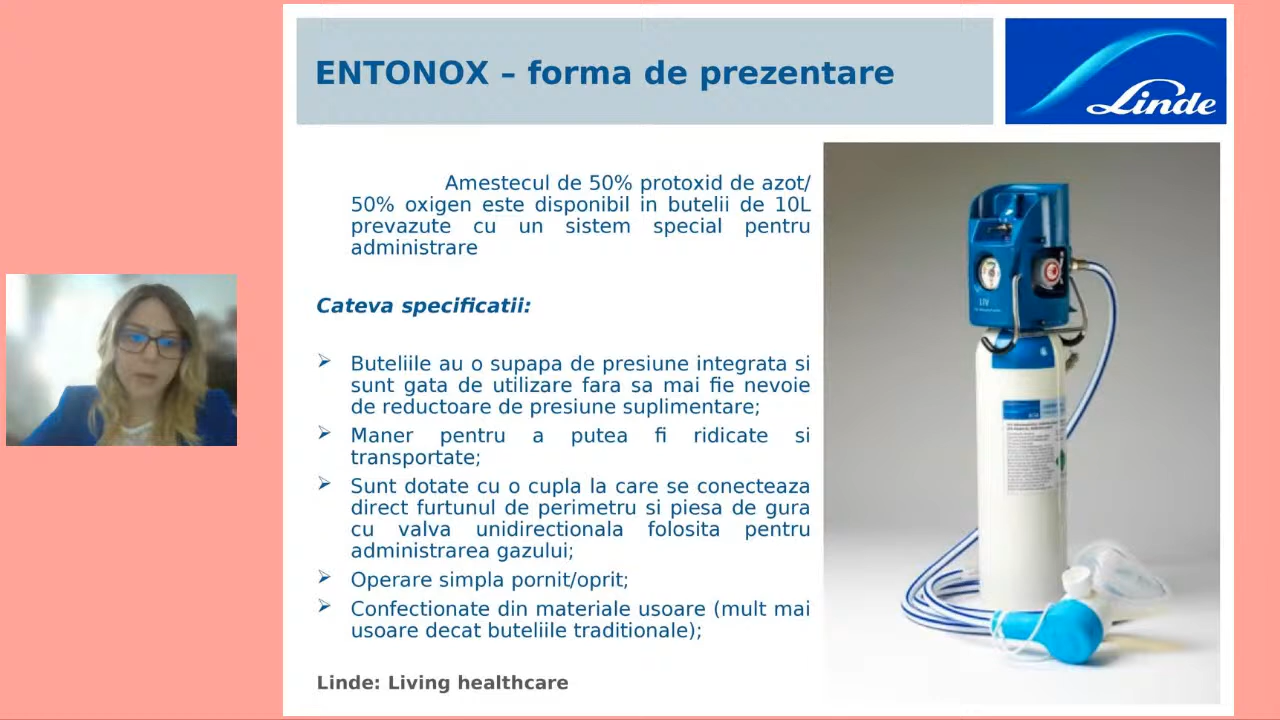 ENTONOX – forma de prezentare
Linde
Amestecul de 50% protoxid de azot/
50% oxigen este disponibil in butelii de 10L
prevazute cu un sistem special pentru
administrare
Cateva specificatii:
Buteliile au o supapa de presiune integrata si
sunt gata de utilizare fara sa mai fie nevoie
de reductoare de presiune suplimentare;
Maner pentru a putea fi ridicate si
transportate;
Sunt dotate cu o cupla la care se conecteaza
direct furtunul de perimetru si piesa de gura
cu valva unidirectionala folosita pentru
administrarea gazului;
Operare simpla pornit/oprit;
Confectionate din materiale usoare (mult mai
usoare decat buteliile traditionale);
Linde: Living healthcare
LIV